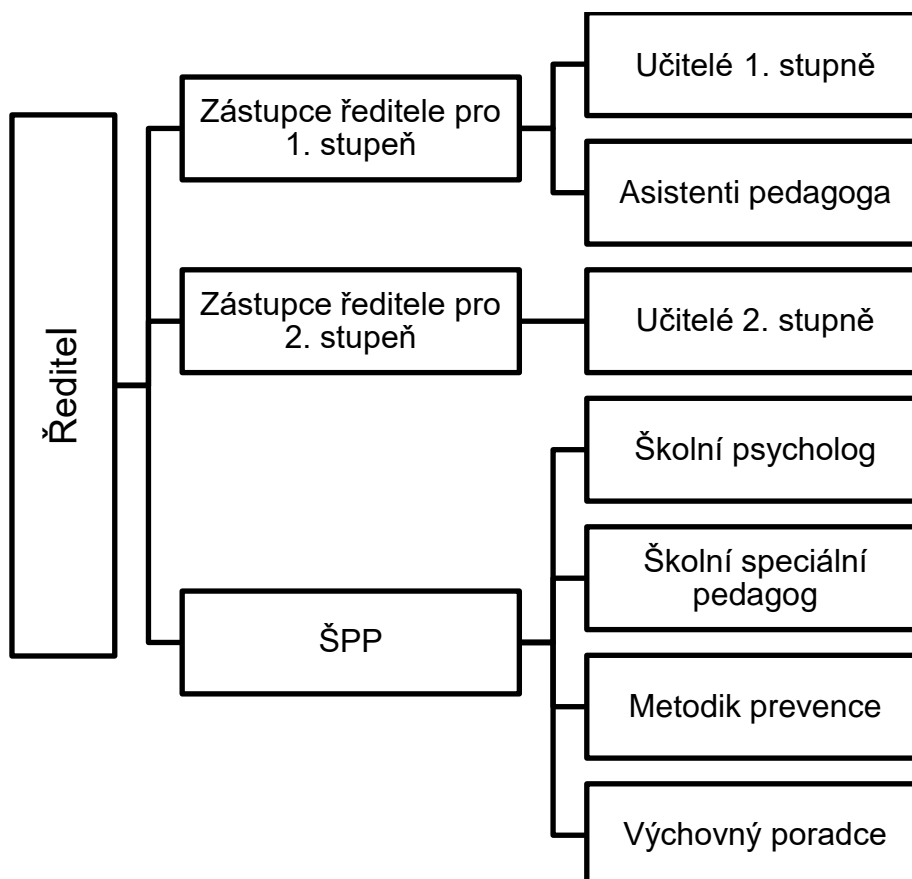 Ředitel
Zástupce ředitele pro
1. stupeň
Učitelé 1. stupně
Asistenti pedagoga
Zástupce ředitele pro
2. stupeň
Učitelé 2. stupně
ŠPP
Školní psycholog
Školní speciální
pedagog
Metodik prevence
Výchovný poradce